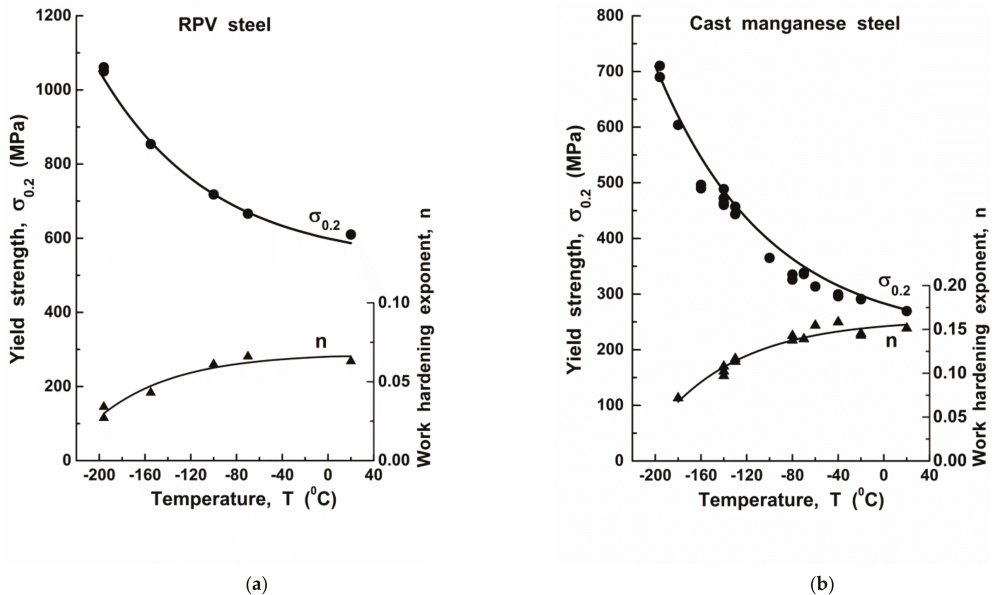 RPV steel
Yield strength, σ0.2 (MPa)
1200
1000
800
600
400
200
0
σ0.2
n
0.10
0.05
0.00
Work hardening exponent, n
-200 -160 -120 -80 -40 0 40
Temperature, T (⁰C)
(a)
Cast manganese steel
Yield strength, σ0.2 (MPa)
800
700
600
500
400
300
200
100
0
σ0.2
n
0.20
0.15
0.10
0.05
0.00
Work hardening exponent, n
-200 -160 -120 -80 -40 0 40
Temperature, T (⁰C)
(b)